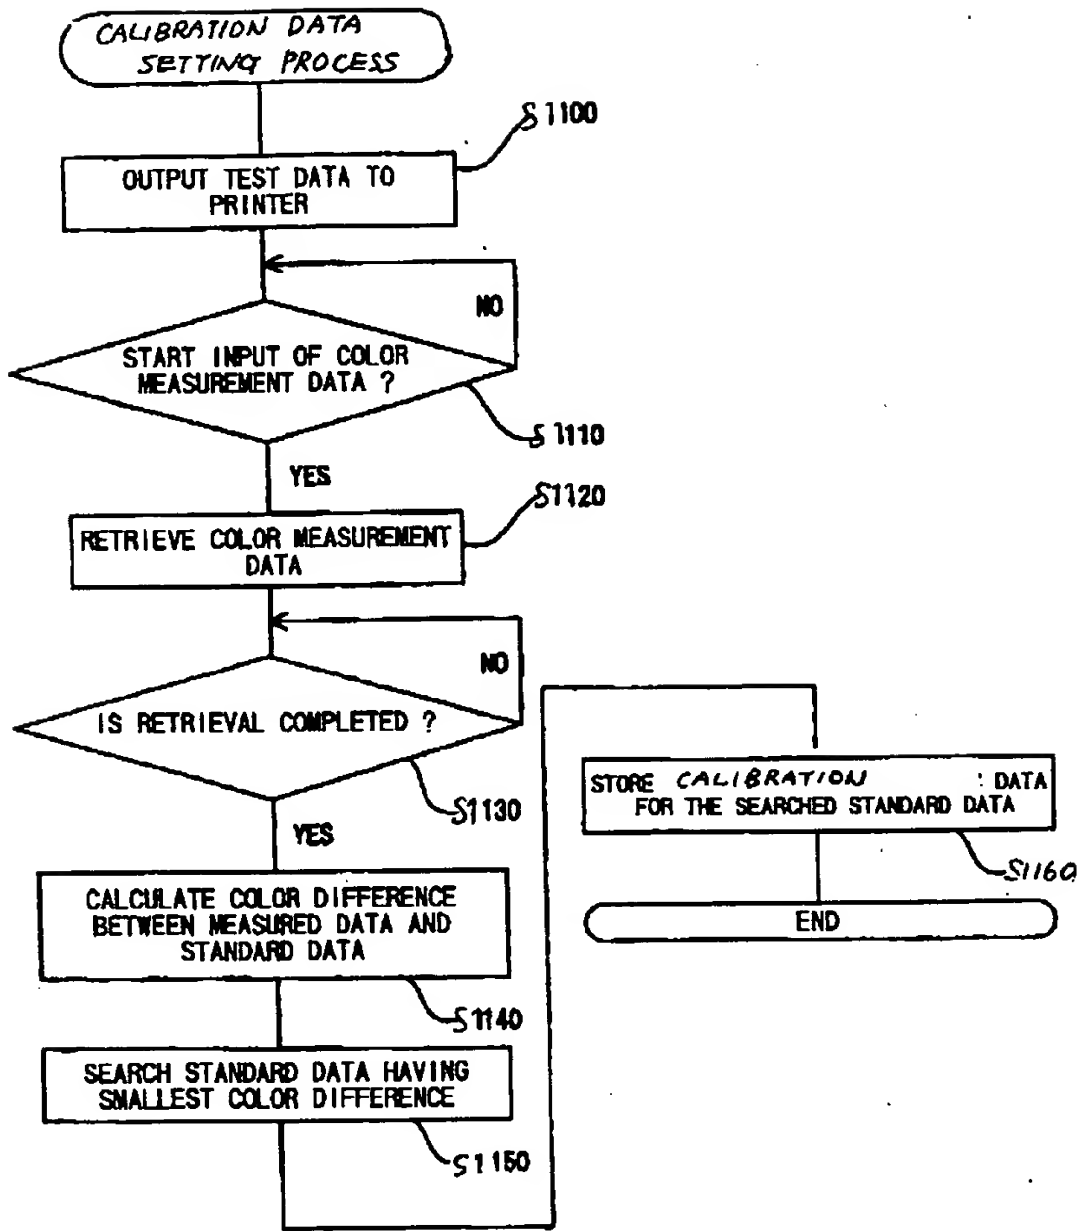 CALIBRATION DATA
SETTING PROCESS
S1100
OUTPUT TEST DATA TO
PRINTER
NO
START INPUT OF COLOR
MEASUREMENT DATA ?
S1110
YES
S1120
RETRIEVE COLOR MEASUREMENT
DATA
NO
IS RETRIEVAL COMPLETED ?
S1130
YES
CALCULATE COLOR DIFFERENCE
BETWEEN MEASURED DATA AND
STANDARD DATA
S1140
SEARCH STANDARD DATA HAVING
SMALLEST COLOR DIFFERENCE
S1150
STORE CALIBRATION : DATA
FOR THE SEARCHED STANDARD DATA
S1160
END